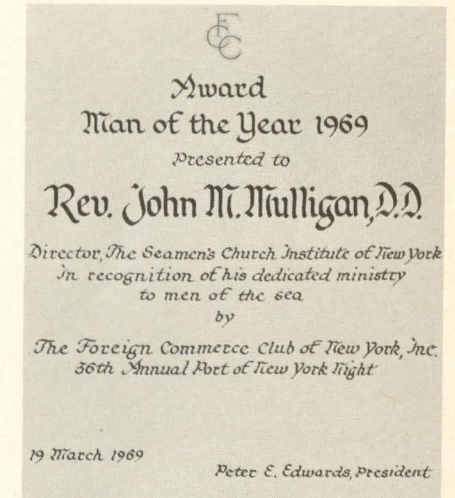 FCC
Award
Man of the Year 1969
Presented to
Rev. John M. Mulligan, D.D.
Director, The Seamen's Church Institute of New York
in recognition of his dedicated ministry
to men of the sea
by
The Foreign Commerce Club of New York, Inc.
36th Annual Port of New York Night
19 March 1969
Peter E. Edwards, President